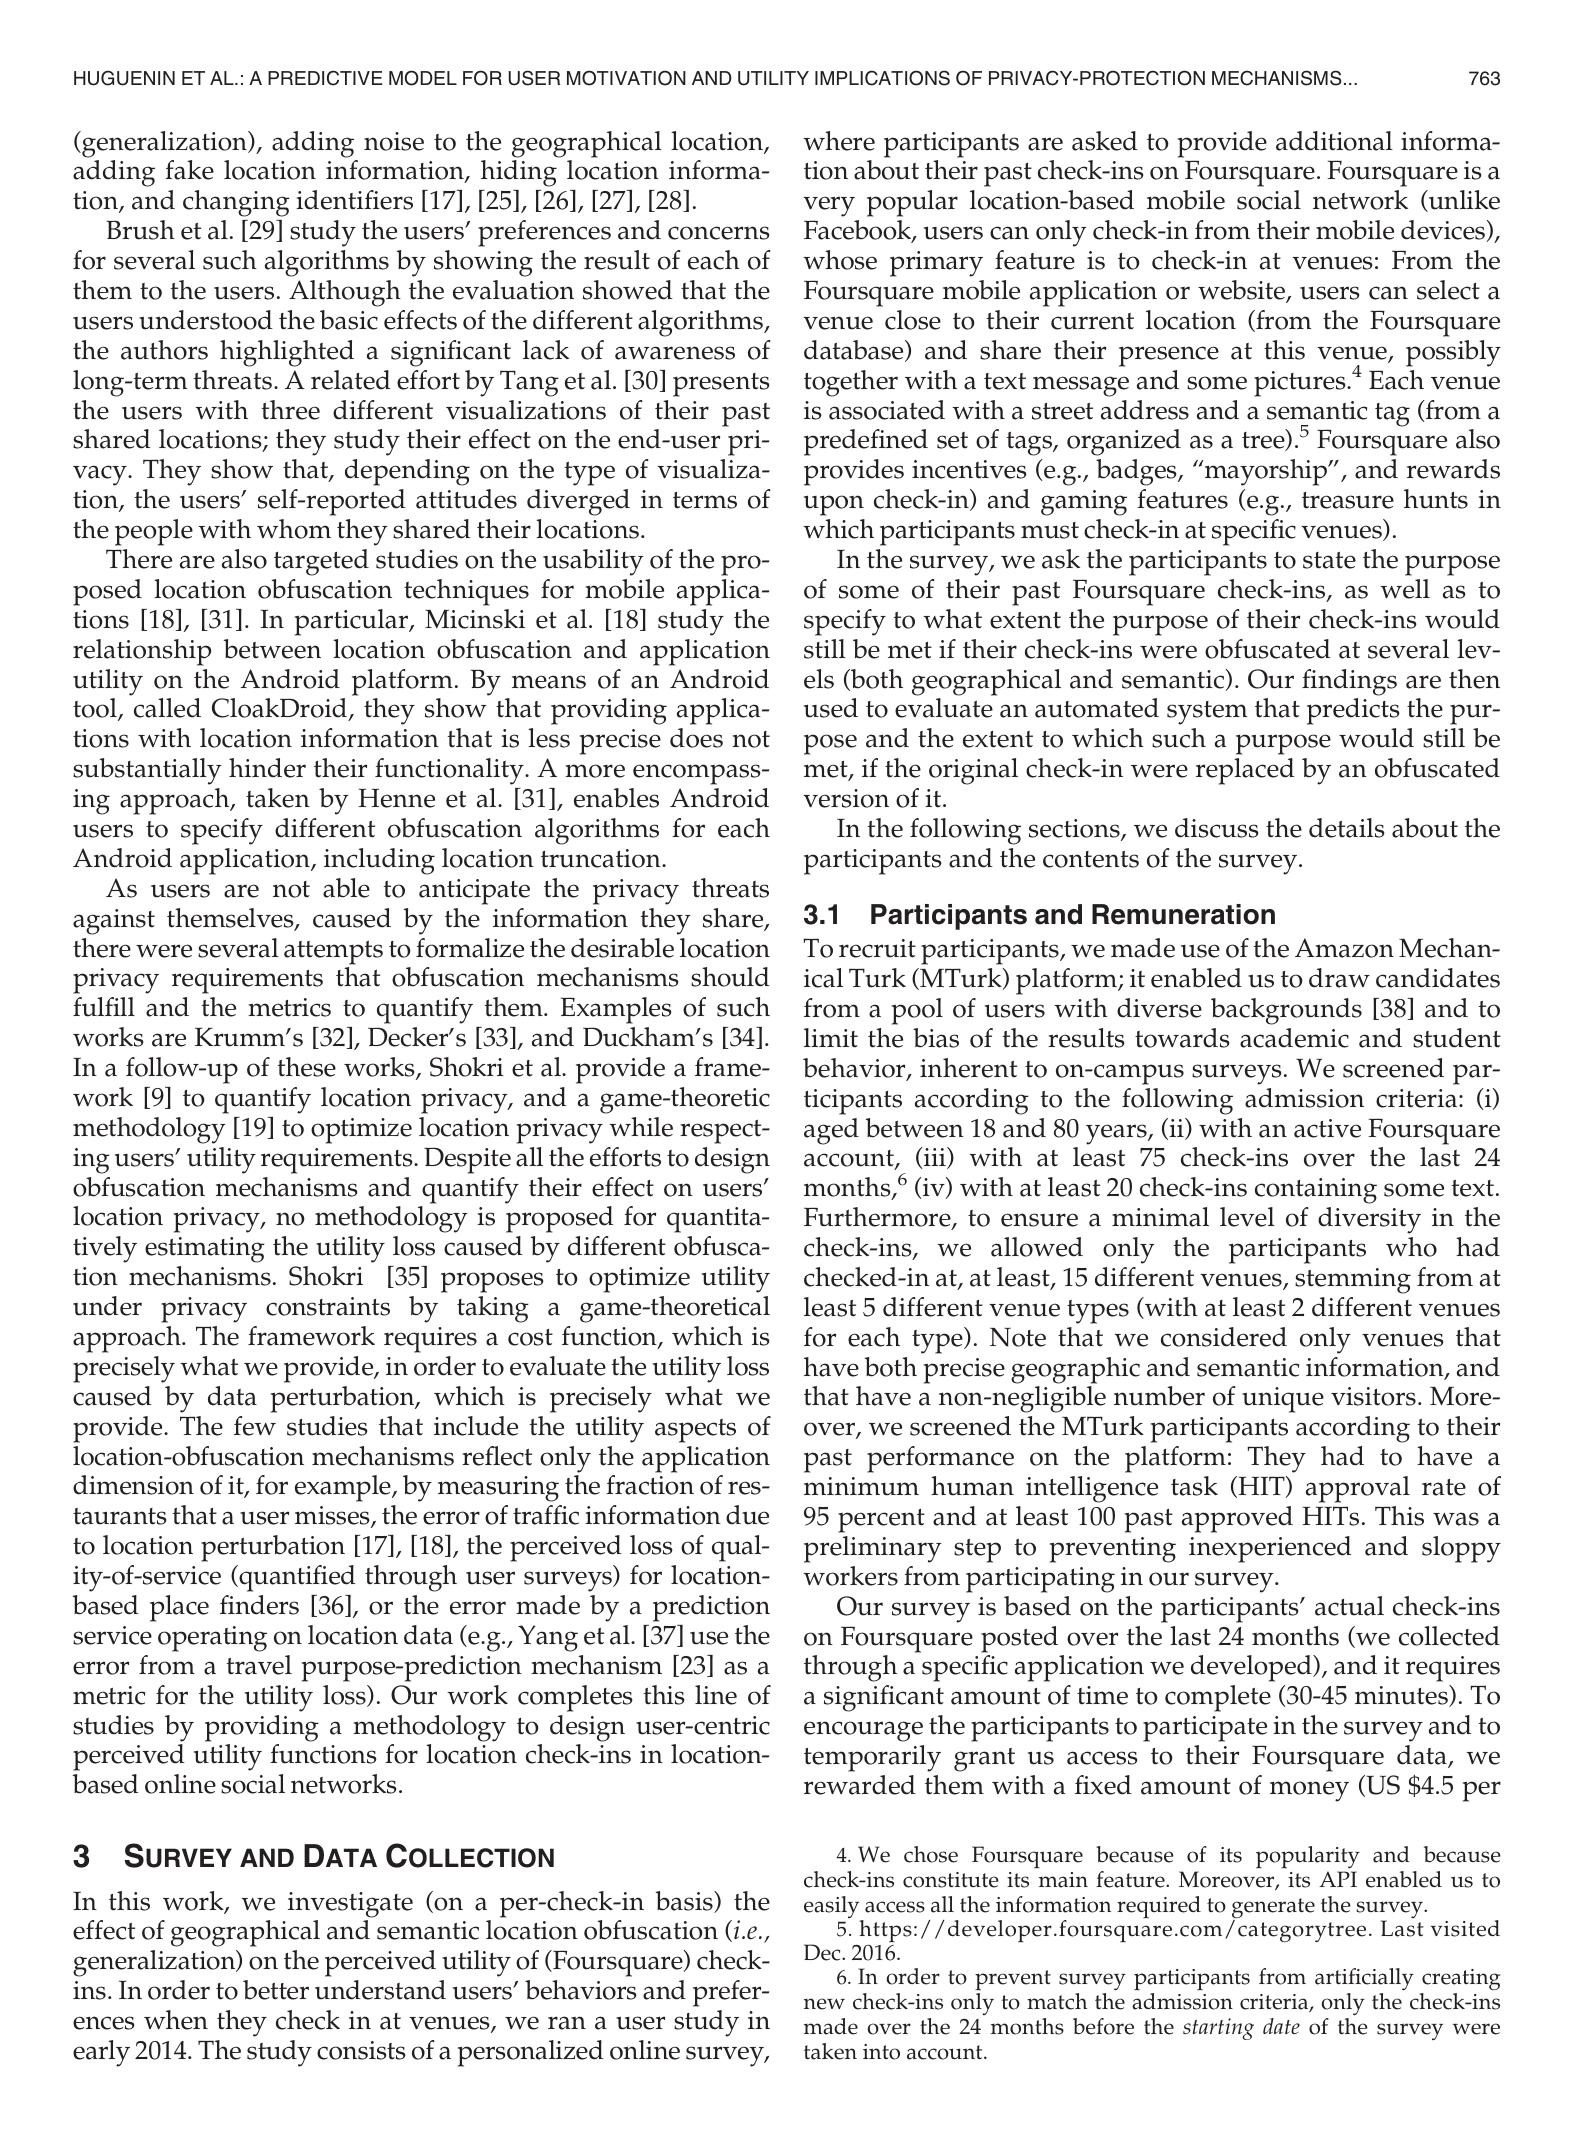 HUGUENIN ET AL.: A PREDICTIVE MODEL FOR USER MOTIVATION AND UTILITY IMPLICATIONS OF PRIVACY-PROTECTION MECHANISMS... 763
(generalization), adding noise to the geographical location,
adding fake location information, hiding location informa-
tion, and changing identifiers [17], [25], [26], [27], [28].
Brush et al. [29] study the users’ preferences and concerns
for several such algorithms by showing the result of each of
them to the users. Although the evaluation showed that the
users understood the basic effects of the different algorithms,
the authors highlighted a significant lack of awareness of
long-term threats. A related effort by Tang et al. [30] presents
the users with three different visualizations of their past
shared locations; they study their effect on the end-user pri-
vacy. They show that, depending on the type of visualiza-
tion, the users’ self-reported attitudes diverged in terms of
the people with whom they shared their locations.
There are also targeted studies on the usability of the pro-
posed location obfuscation techniques for mobile applica-
tions [18], [31]. In particular, Micinski et al. [18] study the
relationship between location obfuscation and application
utility on the Android platform. By means of an Android
tool, called CloakDroid, they show that providing applica-
tions with location information that is less precise does not
substantially hinder their functionality. A more encompass-
ing approach, taken by Henne et al. [31], enables Android
users to specify different obfuscation algorithms for each
Android application, including location truncation.
As users are not able to anticipate the privacy threats
against themselves, caused by the information they share,
there were several attempts to formalize the desirable location
privacy requirements that obfuscation mechanisms should
fulfill and the metrics to quantify them. Examples of such
works are Krumm’s [32], Decker’s [33], and Duckham’s [34].
In a follow-up of these works, Shokri et al. provide a frame-
work [9] to quantify location privacy, and a game-theoretic
methodology [19] to optimize location privacy while respect-
ing users’ utility requirements. Despite all the efforts to design
obfuscation mechanisms and quantify their effect on users’
location privacy, no methodology is proposed for quantita-
tively estimating the utility loss caused by different obfusca-
tion mechanisms. Shokri [35] proposes to optimize utility
under privacy constraints by taking a game-theoretical
approach. The framework requires a cost function, which is
precisely what we provide, in order to evaluate the utility loss
caused by data perturbation, which is precisely what we
provide. The few studies that include the utility aspects of
location-obfuscation mechanisms reflect only the application
dimension of it, for example, by measuring the fraction of res-
taurants that a user misses, the error of traffic information due
to location perturbation [17], [18], the perceived loss of qual-
ity-of-service (quantified through user surveys) for location-
based place finders [36], or the error made by a prediction
service operating on location data (e.g., Yang et al. [37] use the
error from a travel purpose-prediction mechanism [23] as a
metric for the utility loss). Our work completes this line of
studies by providing a methodology to design user-centric
perceived utility functions for location check-ins in location-
based online social networks.
3 SURVEY AND DATA COLLECTION
In this work, we investigate (on a per-check-in basis) the
effect of geographical and semantic location obfuscation (i.e.,
generalization) on the perceived utility of (Foursquare) check-
ins. In order to better understand users’ behaviors and prefer-
ences when they check in at venues, we ran a user study in
early 2014. The study consists of a personalized online survey,
where participants are asked to provide additional informa-
tion about their past check-ins on Foursquare. Foursquare is a
very popular location-based mobile social network (unlike
Facebook, users can only check-in from their mobile devices),
whose primary feature is to check-in at venues: From the
Foursquare mobile application or website, users can select a
venue close to their current location (from the Foursquare
database) and share their presence at this venue, possibly
together with a text message and some pictures.4 Each venue
is associated with a street address and a semantic tag (from a
predefined set of tags, organized as a tree).5 Foursquare also
provides incentives (e.g., badges, “mayorship”, and rewards
upon check-in) and gaming features (e.g., treasure hunts in
which participants must check-in at specific venues).
In the survey, we ask the participants to state the purpose
of some of their past Foursquare check-ins, as well as to
specify to what extent the purpose of their check-ins would
still be met if their check-ins were obfuscated at several lev-
els (both geographical and semantic). Our findings are then
used to evaluate an automated system that predicts the pur-
pose and the extent to which such a purpose would still be
met, if the original check-in were replaced by an obfuscated
version of it.
In the following sections, we discuss the details about the
participants and the contents of the survey.
3.1 Participants and Remuneration
To recruit participants, we made use of the Amazon Mechan-
ical Turk (MTurk) platform; it enabled us to draw candidates
from a pool of users with diverse backgrounds [38] and to
limit the bias of the results towards academic and student
behavior, inherent to on-campus surveys. We screened par-
ticipants according to the following admission criteria: (i)
aged between 18 and 80 years, (ii) with an active Foursquare
account, (iii) with at least 75 check-ins over the last 24
months,6 (iv) with at least 20 check-ins containing some text.
Furthermore, to ensure a minimal level of diversity in the
check-ins, we allowed only the participants who had
checked-in at, at least, 15 different venues, stemming from at
least 5 different venue types (with at least 2 different venues
for each type). Note that we considered only venues that
have both precise geographic and semantic information, and
that have a non-negligible number of unique visitors. More-
over, we screened the MTurk participants according to their
past performance on the platform: They had to have a
minimum human intelligence task (HIT) approval rate of
95 percent and at least 100 past approved HITs. This was a
preliminary step to preventing inexperienced and sloppy
workers from participating in our survey.
Our survey is based on the participants’ actual check-ins
on Foursquare posted over the last 24 months (we collected
through a specific application we developed), and it requires
a significant amount of time to complete (30-45 minutes). To
encourage the participants to participate in the survey and to
temporarily grant us access to their Foursquare data, we
rewarded them with a fixed amount of money (US $4.5 per
4. We chose Foursquare because of its popularity and because
check-ins constitute its main feature. Moreover, its API enabled us to
easily access all the information required to generate the survey.
5. https://developer.foursquare.com/categorytree. Last visited
Dec. 2016.
6. In order to prevent survey participants from artificially creating
new check-ins only to match the admission criteria, only the check-ins
made over the 24 months before the starting date of the survey were
taken into account.